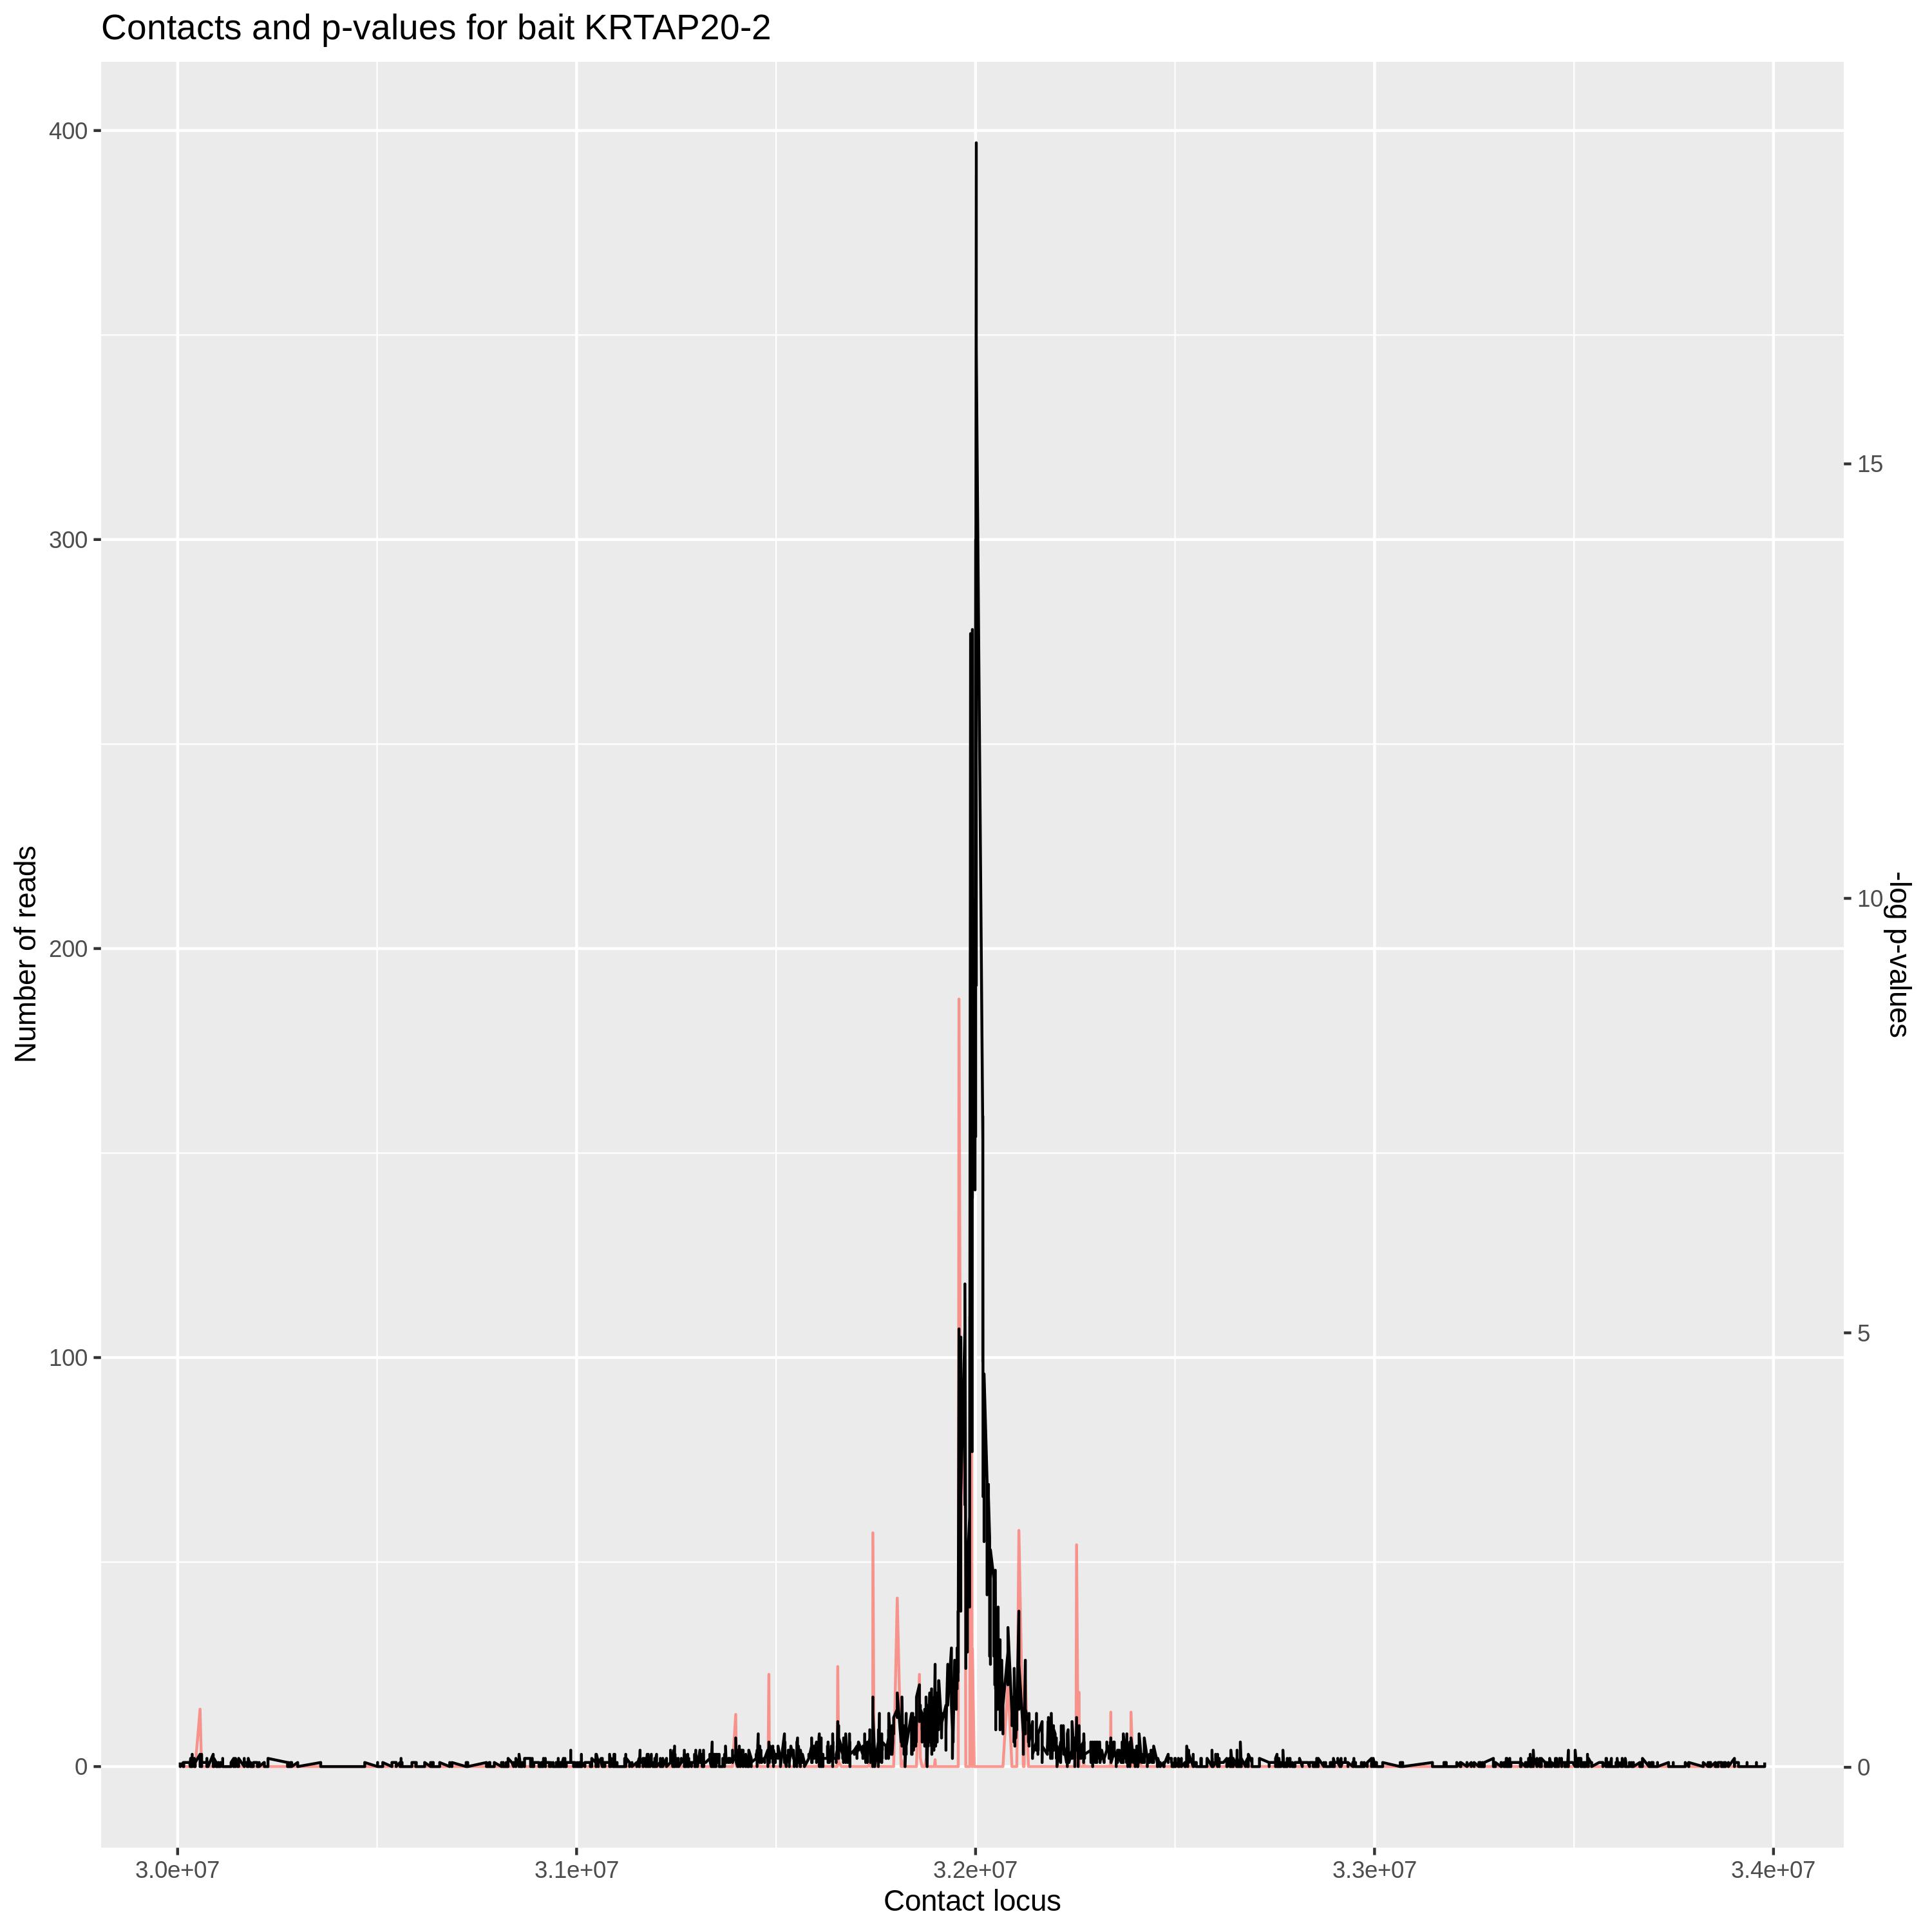 Contacts and p-values for bait KRTAP20-2
400
300
200
100
0
Number of reads
15
10
5
0
-log p-values
3.0e+07
3.1e+07
3.2e+07
3.3e+07
3.4e+07
Contact locus